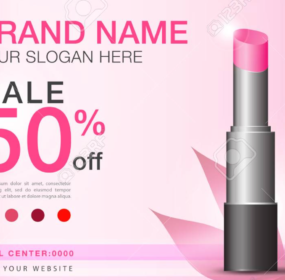 RAND NAME
UR SLOGAN HERE
ALE
50% off
L CENTER:0000
YOUR WEBSITE